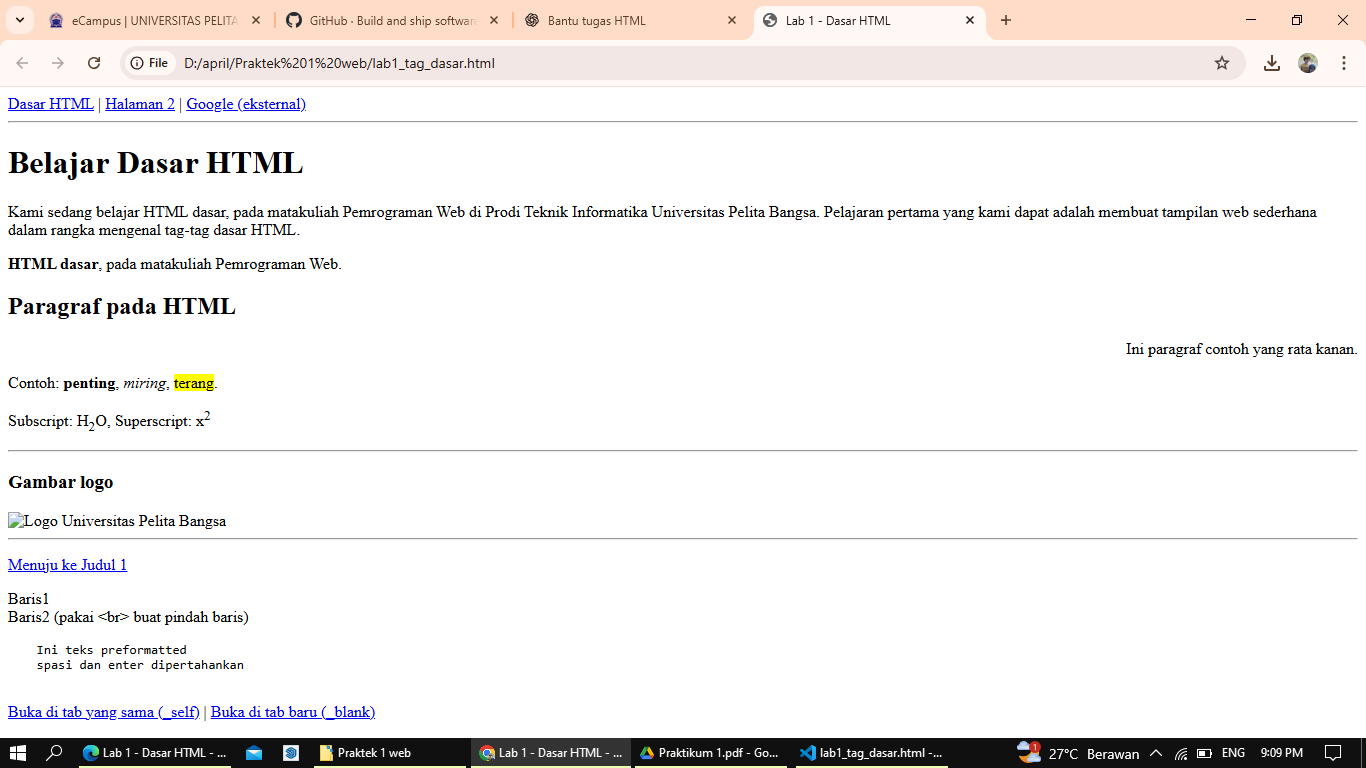 eCampus | UNIVERSITAS PELITA
GitHub · Build and ship software
Bantu tugas HTML
Lab 1 - Dasar HTML
File
D:/april/Praktek%201%20web/lab1_tag_dasar.html
Dasar HTML | Halaman 2 | Google (eksternal)
Belajar Dasar HTML
Kami sedang belajar HTML dasar, pada matakuliah Pemrograman Web di Prodi Teknik Informatika Universitas Pelita Bangsa. Pelajaran pertama yang kami dapat adalah membuat tampilan web sederhana
dalam rangka mengenal tag-tag dasar HTML.
HTML dasar, pada matakuliah Pemrograman Web.
Paragraf pada HTML
Ini paragraf contoh yang rata kanan.
Contoh: penting, miring, terang.
Subscript: H2O, Superscript: x2
Gambar logo
Logo Universitas Pelita Bangsa
Menuju ke Judul 1
Baris1
Baris2 (pakai <br> buat pindah baris)
Ini teks preformatted
spasi dan enter dipertahankan
Buka di tab yang sama (_self) | Buka di tab baru (_blank)
Lab 1 - Dasar HTML - ...
Praktek 1 web
Lab 1 - Dasar HTML - ...
Praktikum 1.pdf - Go...
lab1_tag_dasar.html -...
1
27°C Berawan
ENG
9:09 PM